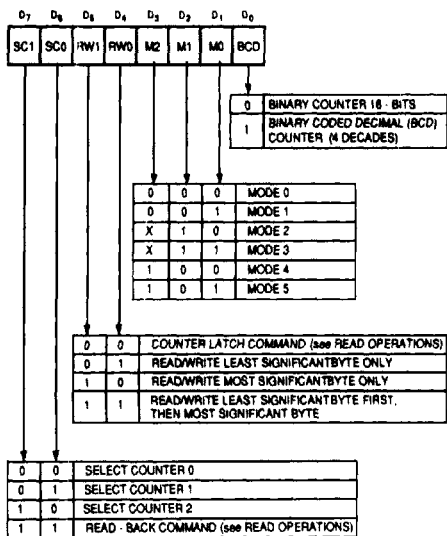 D7 D6 D5 D4 D3 D2 D1 D0
SC1 SC0 RW1 RW0 M2 M1 M0 BCD
0 BINARY COUNTER 16 - BITS
1 BINARY CODED DECIMAL (BCD)
COUNTER (4 DECADES)
0 0 0 MODE 0
0 0 1 MODE 1
X 1 0 MODE 2
X 1 1 MODE 3
1 0 0 MODE 4
1 0 1 MODE 5
0 0 COUNTER LATCH COMMAND (see READ OPERATIONS)
0 1 READ/WRITE LEAST SIGNIFICANTBYTE ONLY
1 0 READ/WRITE MOST SIGNIFICANTBYTE ONLY
1 1 READ/WRITE LEAST SIGNIFICANTBYTE FIRST,
THEN MOST SIGNIFICANT BYTE
0 0 SELECT COUNTER 0
0 1 SELECT COUNTER 1
1 0 SELECT COUNTER 2
1 1 READ - BACK COMMAND (see READ OPERATIONS)